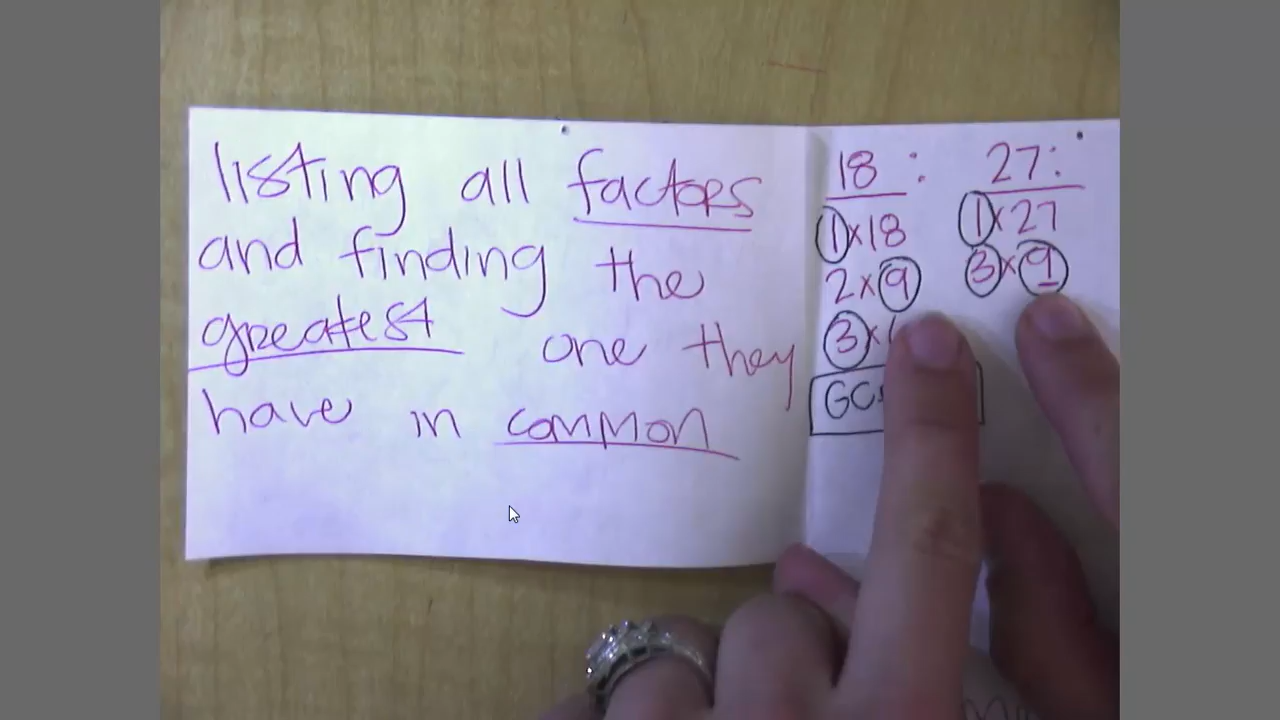 listing all factors
and finding the
greatest one they
have in common
18 :
1x18
2x9
3x
27:
1x27
3x9